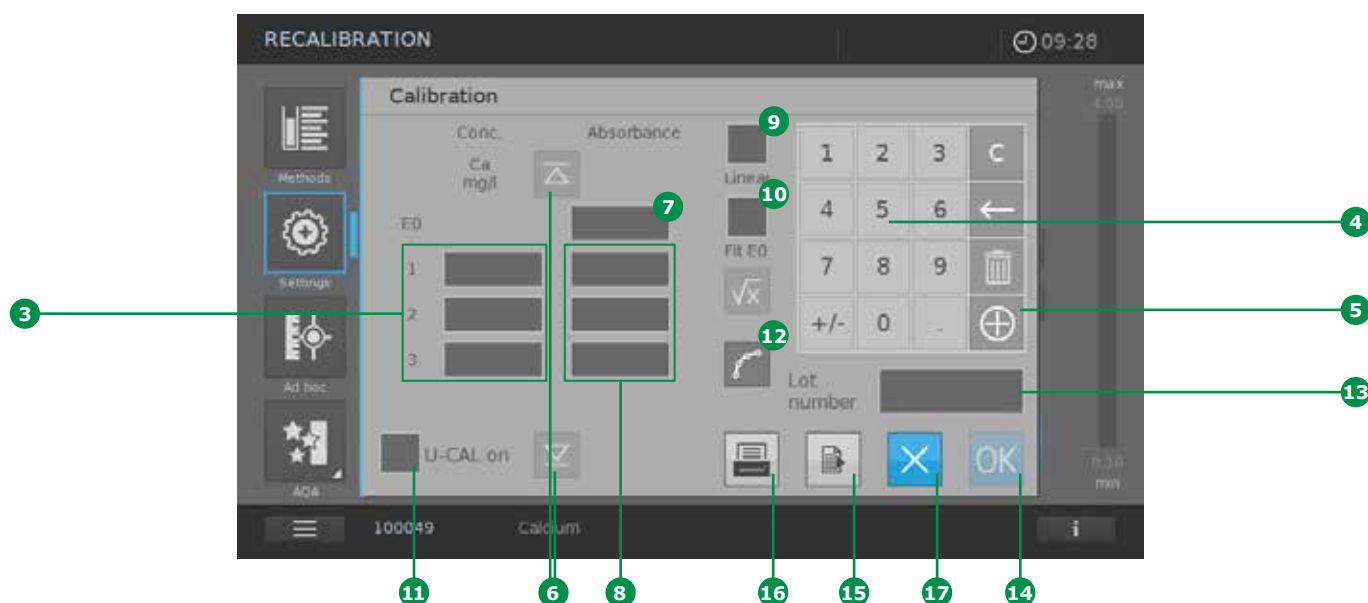 RECALIBRATION 09:28
Calibration
max
4.00
Conc. Absorbance
Ca
mg/l
Methods
Linear
E0
Fit E0
1
2
3
Settings
√x
1 2 3 C
4 5 6 ←
7 8 9
+/- 0 .
Ad hoc
Lot
number
U-CAL on
OK
AQA
min
100049 Calcium
i
3
4
5
6
7
8
9
10
11
12
13
14
15
16
17